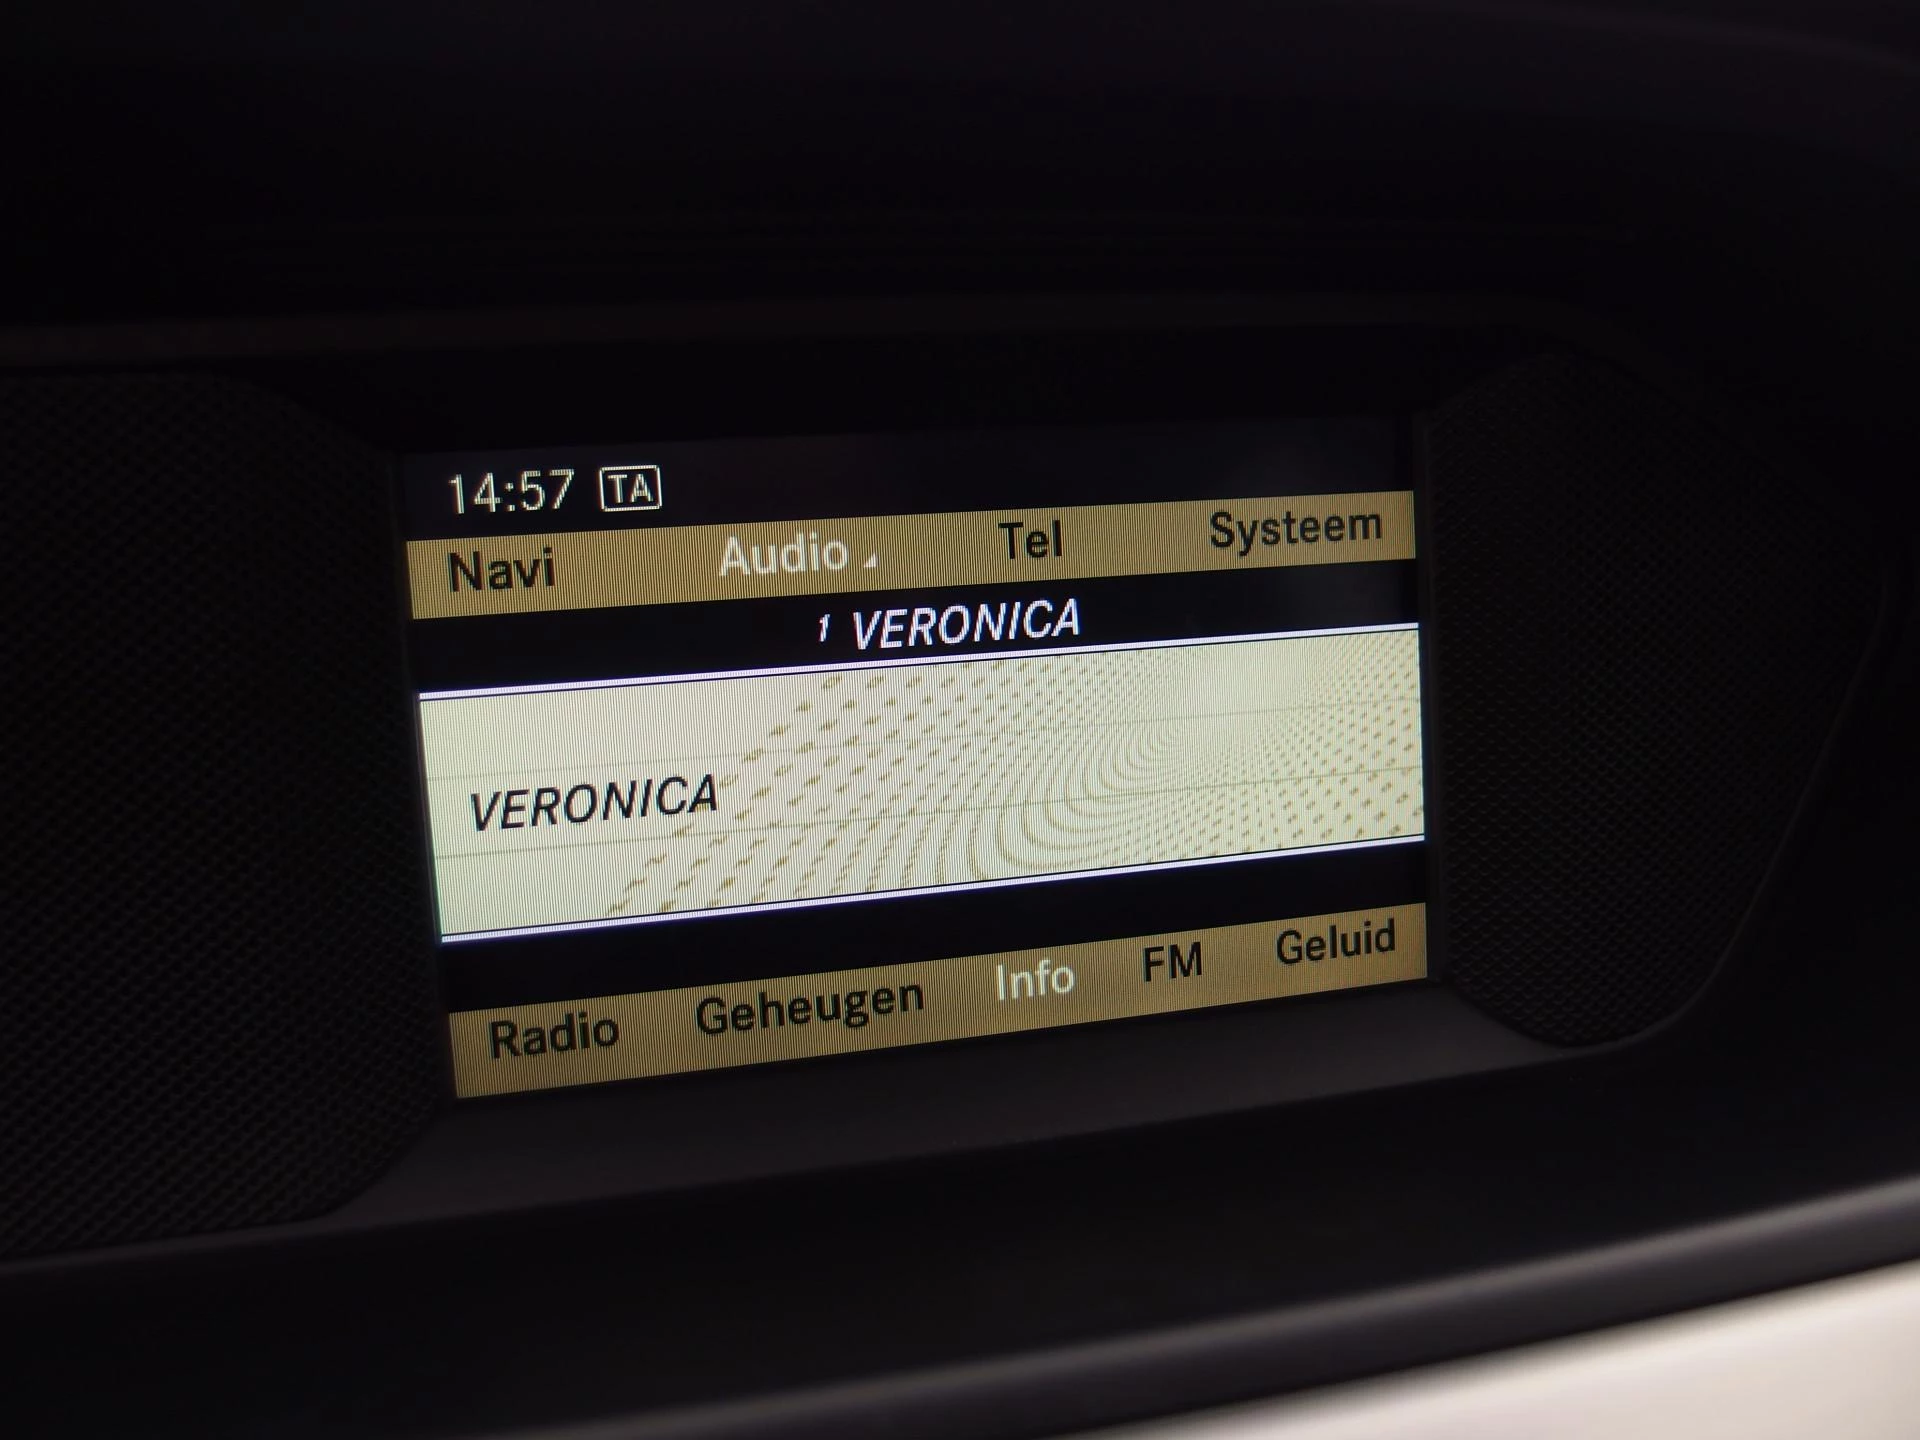 14:57 TA
Navi Audio Tel Systeem
1 VERONICA
VERONICA
Radio Geheugen Info FM Geluid